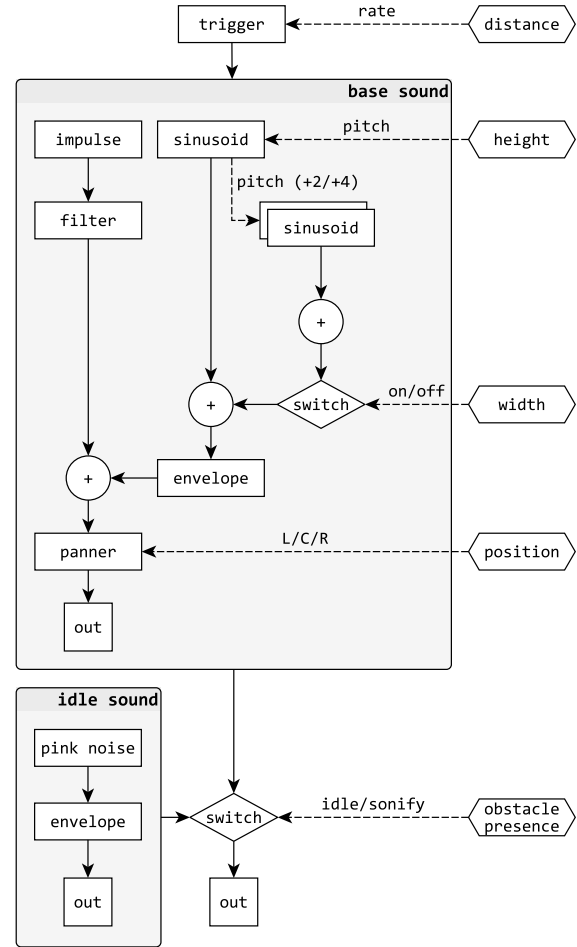 rate
trigger
distance
base sound
impulse
sinusoid
pitch
height
pitch (+2/+4)
filter
sinusoid
+
on/off
+
switch
width
+
envelope
L/C/R
panner
position
out
idle sound
pink noise
idle/sonify
envelope
switch
obstacle
presence
out
out